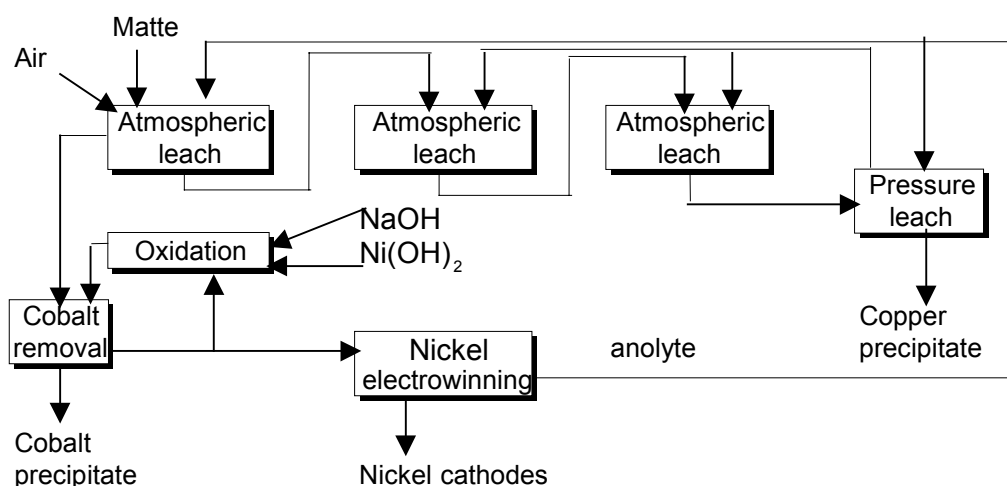 Matte
Air
Atmospheric
leach
Atmospheric
leach
Atmospheric
leach
Pressure
leach
NaOH
Ni(OH)₂
Oxidation
Cobalt
removal
Nickel
electrowinning
anolyte
Copper
precipitate
Cobalt
precipitate
Nickel cathodes